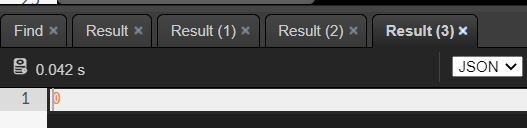 Find × Result × Result (1) × Result (2) × Result (3) ×
0.042 s JSON
1 0